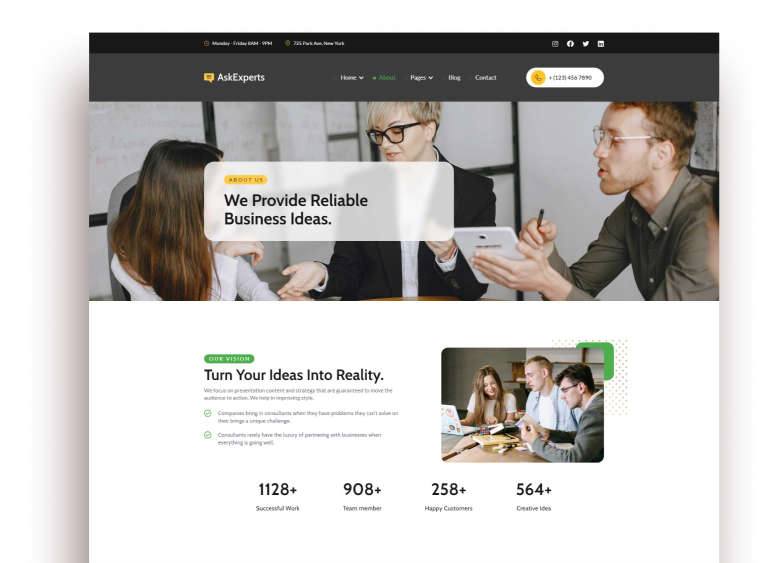 Monday - Friday 8AM - 9PM
725 Park Ave, New York
AskExperts
Home
About
Pages
Blog
Contact
+ (123) 456 7890
ABOUT US
We Provide Reliable
Business Ideas.
OUR VISION
Turn Your Ideas Into Reality.
We focus on presentation content and strategy that are guaranteed to move the
audience to action. We help in improving style.
Companies bring in consultants when they have problems they can't solve on
their brings a unique challenge.
Consultants rarely have the luxury of partnering with businesses when
everything is going well.
1128+
908+
258+
564+
Successful Work
Team member
Happy Customers
Creative Idea